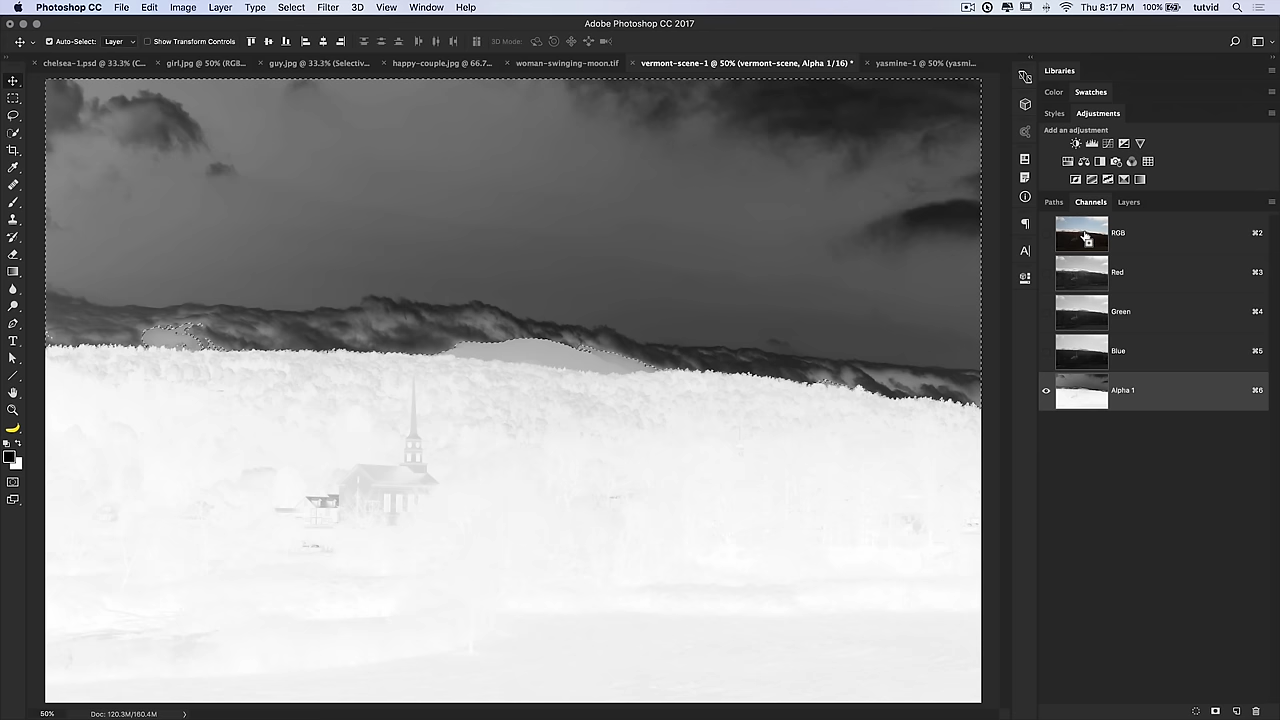 Photoshop CC File Edit Image Layer Type Select Filter 3D View Window Help Thu 8:17 PM 100%
Adobe Photoshop CC 2017
Auto-Select: Layer Show Transform Controls 3D Mode:
chelsea-1.psd @ 33.3% (C... girl.jpg @ 50% (RGB... guy.jpg @ 33.3% (Selectiv... happy-couple.jpg @ 66.7... woman-swinging-moon.tif vermont-scene-1 @ 50% (vermont-scene, Alpha 1/16) * yasmine-1 @ 50% (yasmi...
Libraries
Color Swatches
Styles Adjustments
Add an adjustment
Paths Channels Layers
RGB ⌘2
Red ⌘3
Green ⌘4
Blue ⌘5
Alpha 1 ⌘6
50% Doc: 120.3M/160.4M